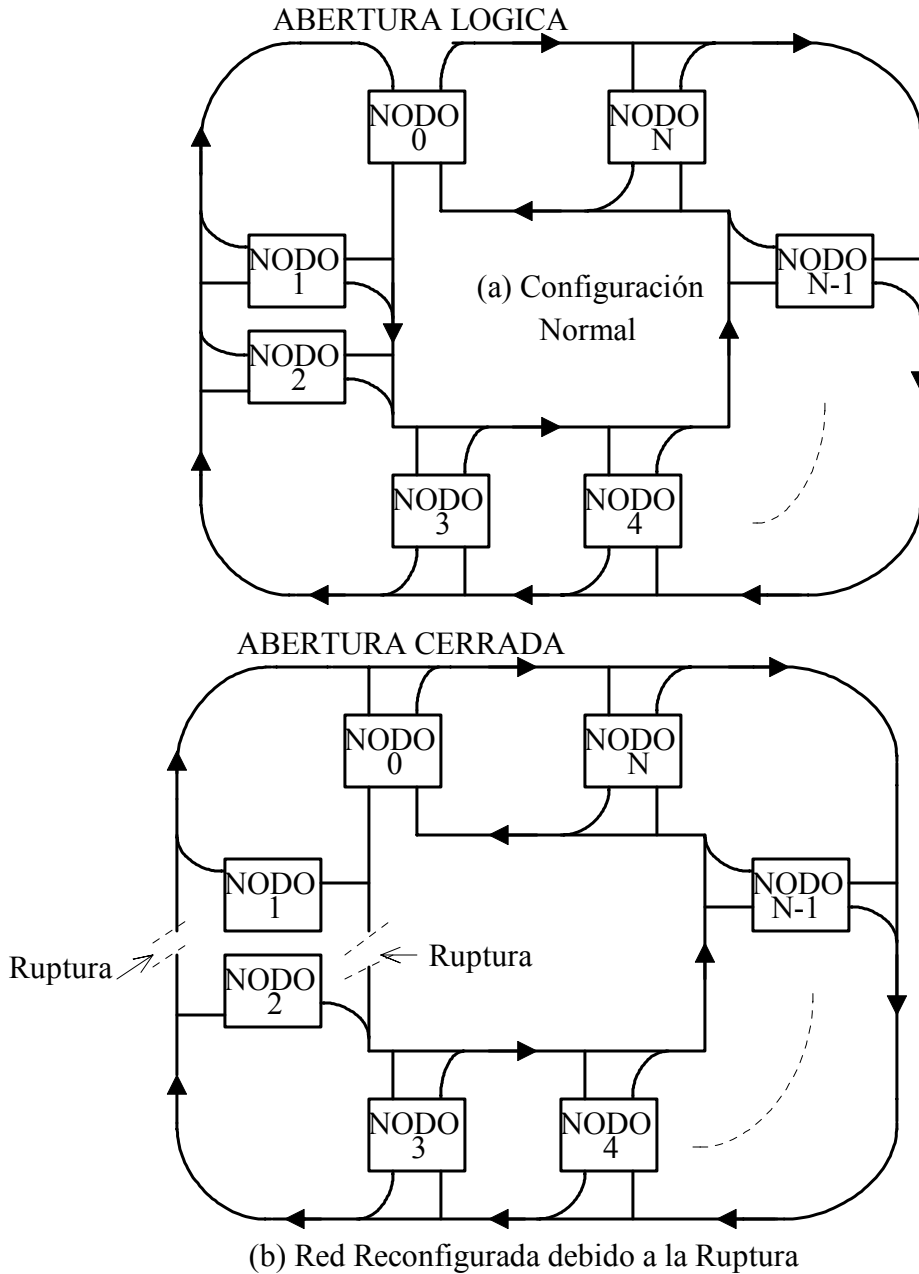 ABERTURA LOGICA
NODO
0
NODO
N
NODO
1
(a) Configuración
Normal
NODO
N-1
NODO
2
NODO
3
NODO
4
ABERTURA CERRADA
NODO
0
NODO
N
NODO
1
NODO
N-1
Ruptura
Ruptura
NODO
2
NODO
3
NODO
4
(b) Red Reconfigurada debido a la Ruptura